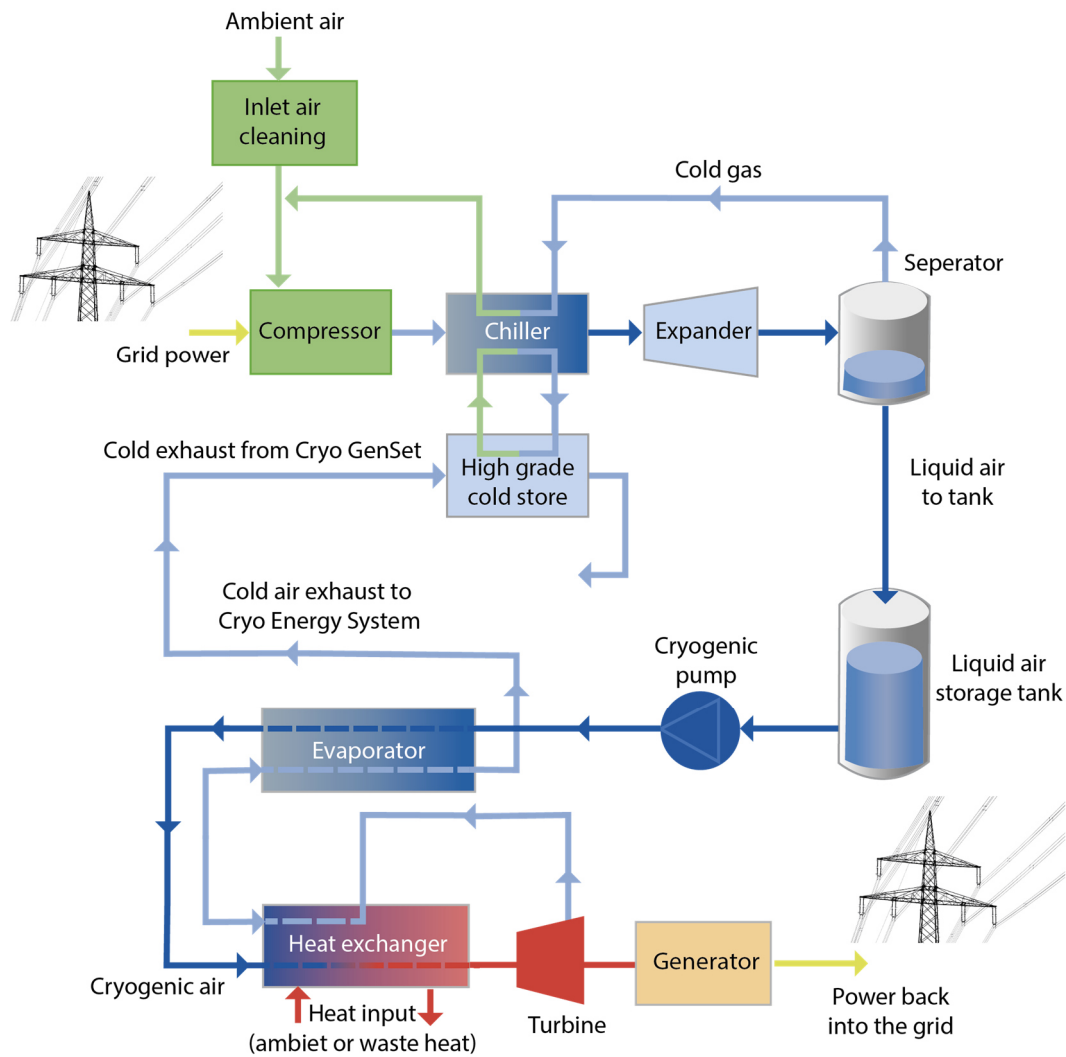 Ambient air
Inlet air
cleaning
Cold gas
Seperator
Compressor
Chiller
Expander
Grid power
Cold exhaust from Cryo GenSet
High grade
cold store
Liquid air
to tank
Cold air exhaust to
Cryo Energy System
Cryogenic
pump
Liquid air
storage tank
Evaporator
Heat exchanger
Generator
Cryogenic air
Heat input
(ambiet or waste heat)
Turbine
Power back
into the grid